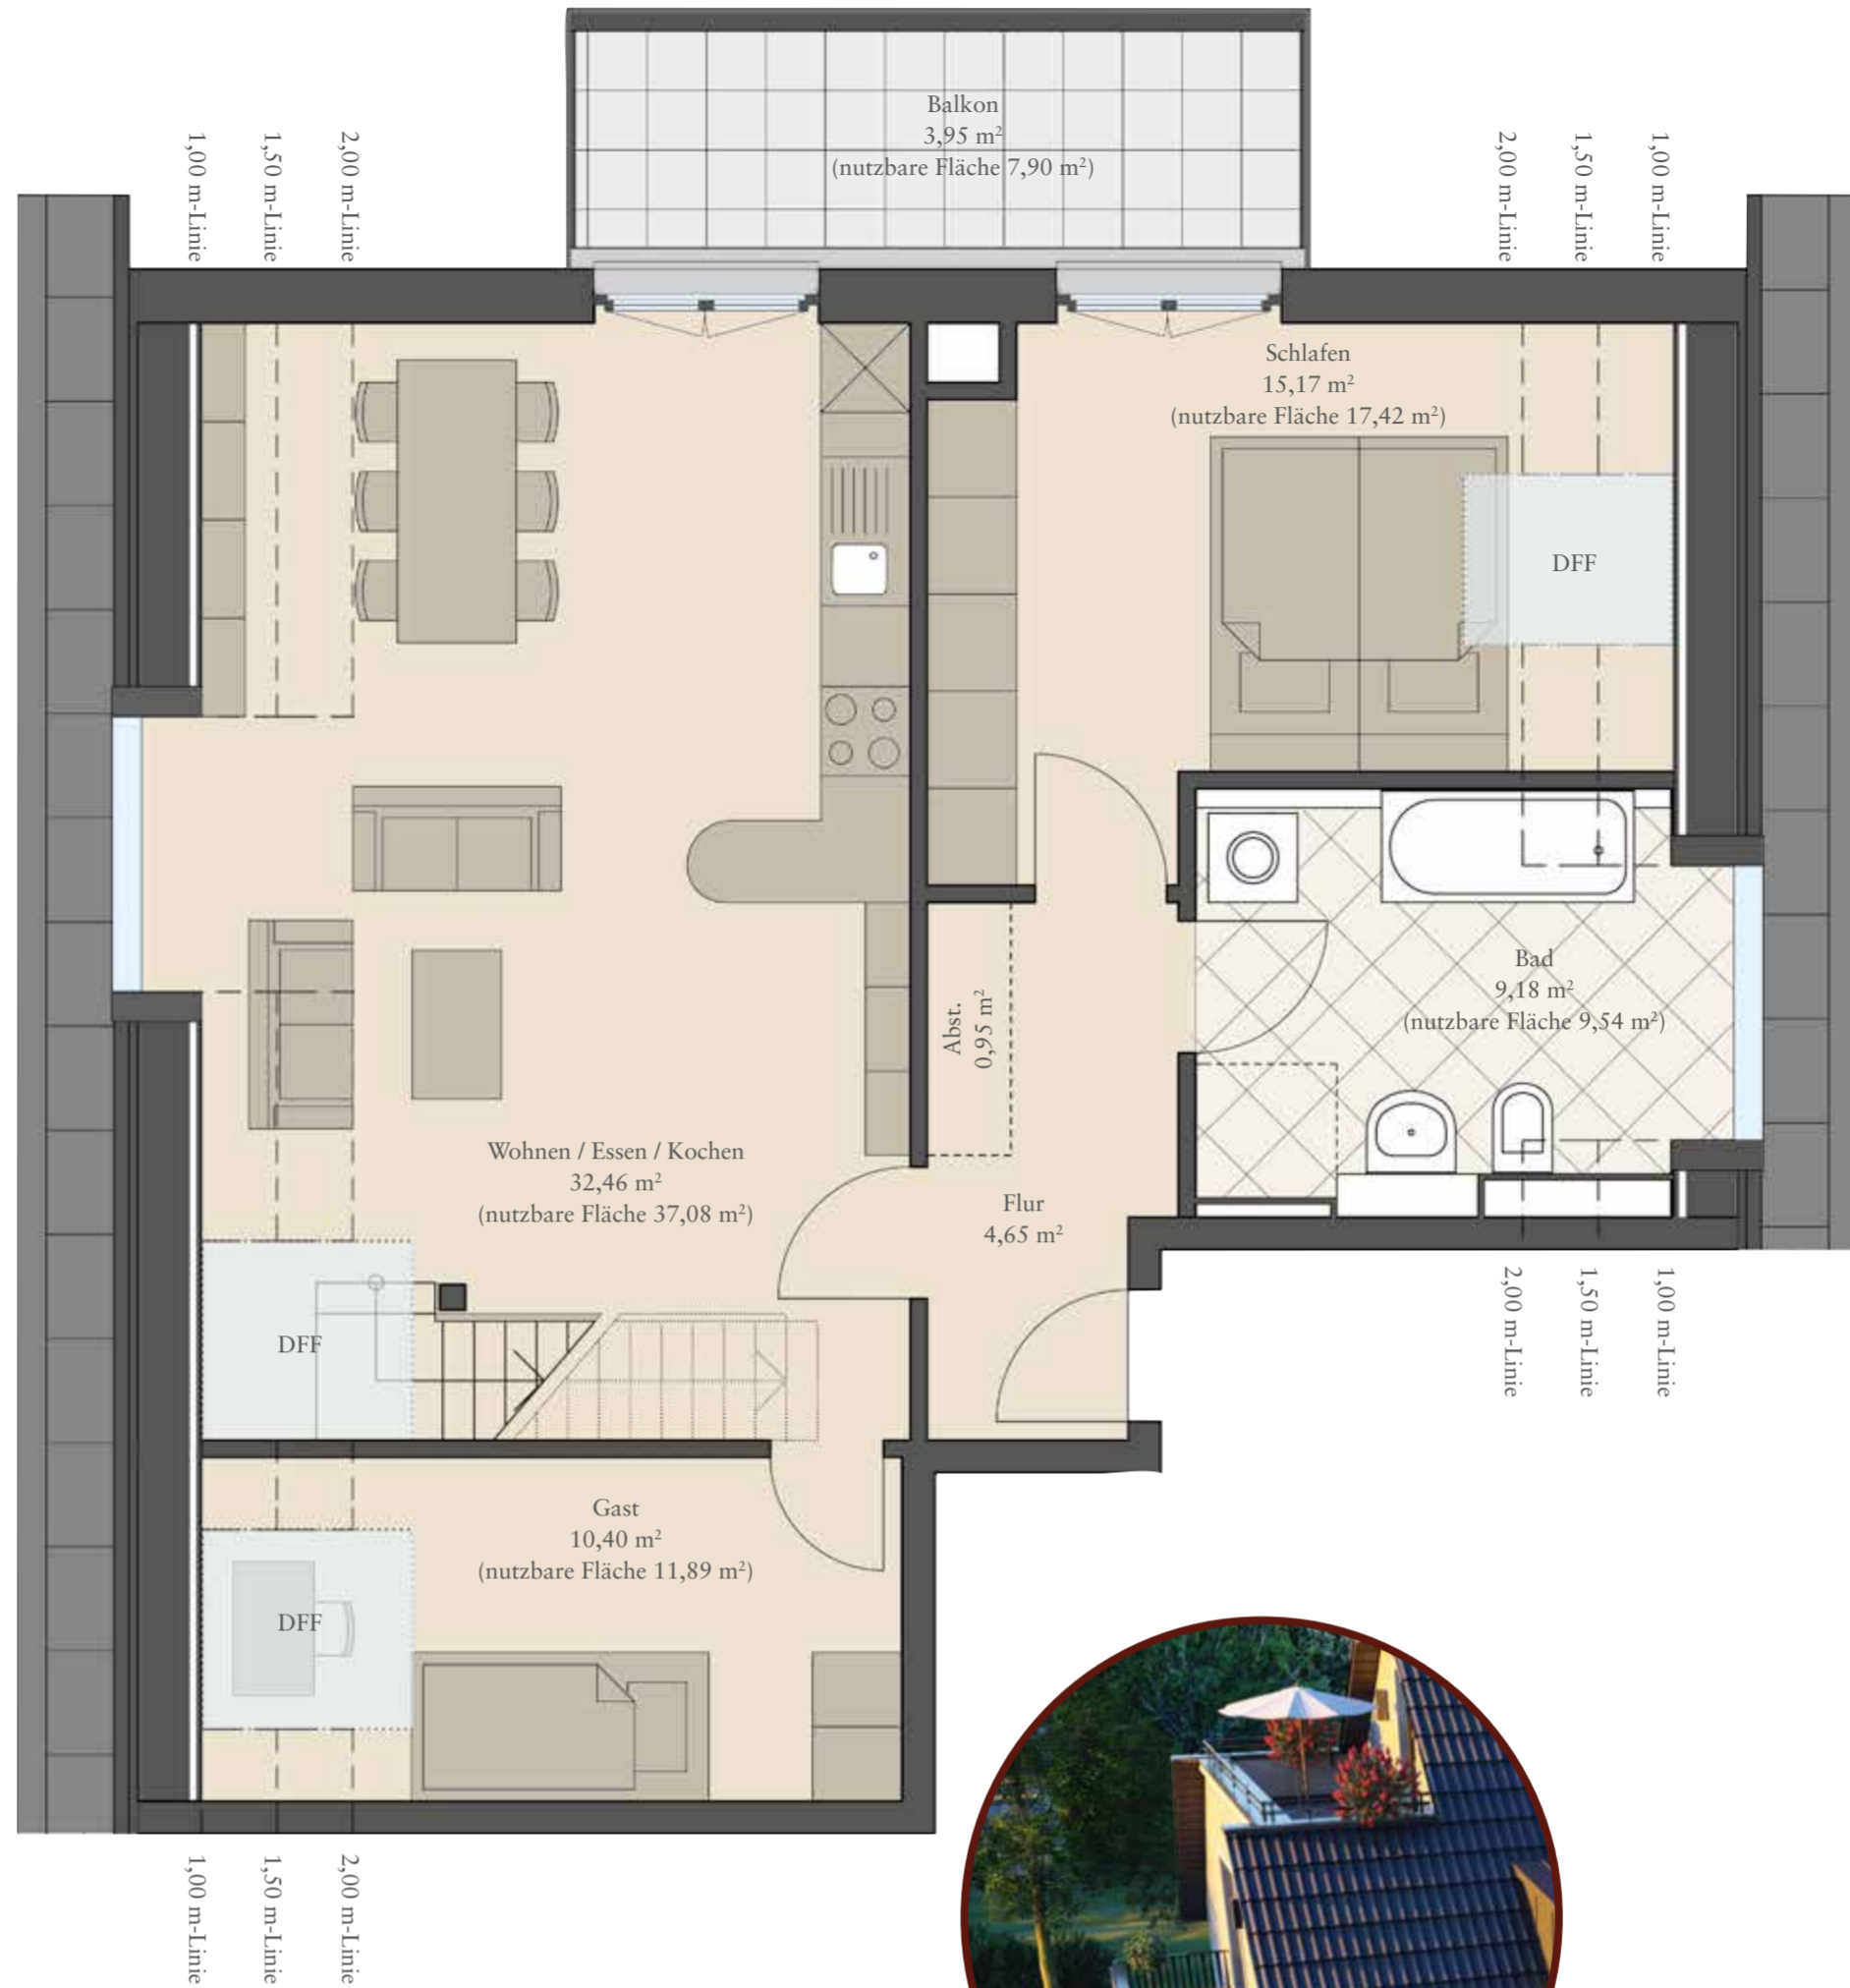 Balkon
3,95 m²
(nutzbare Fläche 7,90 m²)
1,00 m-Linie
1,50 m-Linie
2,00 m-Linie
2,00 m-Linie
1,50 m-Linie
1,00 m-Linie
Schlafen
15,17 m²
(nutzbare Fläche 17,42 m²)
DFF
Bad
9,18 m²
(nutzbare Fläche 9,54 m²)
Abst.
0,95 m²
Wohnen / Essen / Kochen
32,46 m²
(nutzbare Fläche 37,08 m²)
Flur
4,65 m²
DFF
2,00 m-Linie
1,50 m-Linie
1,00 m-Linie
Gast
10,40 m²
(nutzbare Fläche 11,89 m²)
DFF
1,00 m-Linie
1,50 m-Linie
2,00 m-Linie